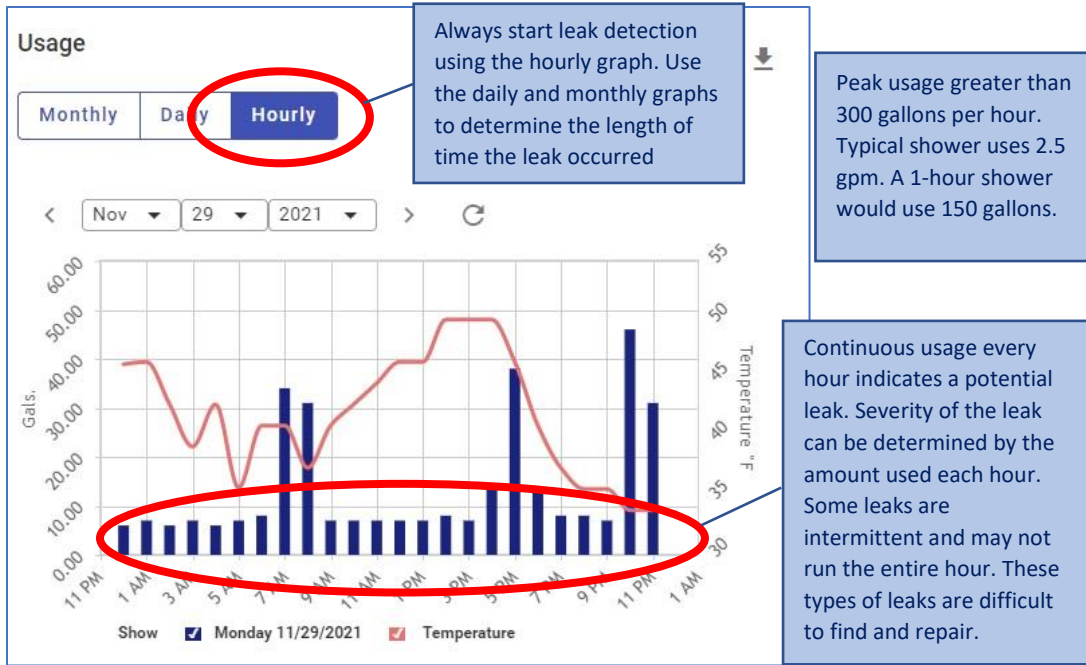 Usage
Monthly
Daily
Hourly
Always start leak detection
using the hourly graph. Use
the daily and monthly graphs
to determine the length of
time the leak occurred
Peak usage greater than
300 gallons per hour.
Typical shower uses 2.5
gpm. A 1-hour shower
would use 150 gallons.
Nov 29 2021
60.00
50.00
40.00
30.00
20.00
10.00
0.00
Gals.
55
50
45
40
35
30
Temperature °F
11 PM
1 AM
3 AM
5 AM
7 AM
9 AM
11 AM
1 PM
3 PM
5 PM
7 PM
9 PM
11 PM
1 AM
Show Monday 11/29/2021 Temperature
Continuous usage every
hour indicates a potential
leak. Severity of the leak
can be determined by the
amount used each hour.
Some leaks are
intermittent and may not
run the entire hour. These
types of leaks are difficult
to find and repair.